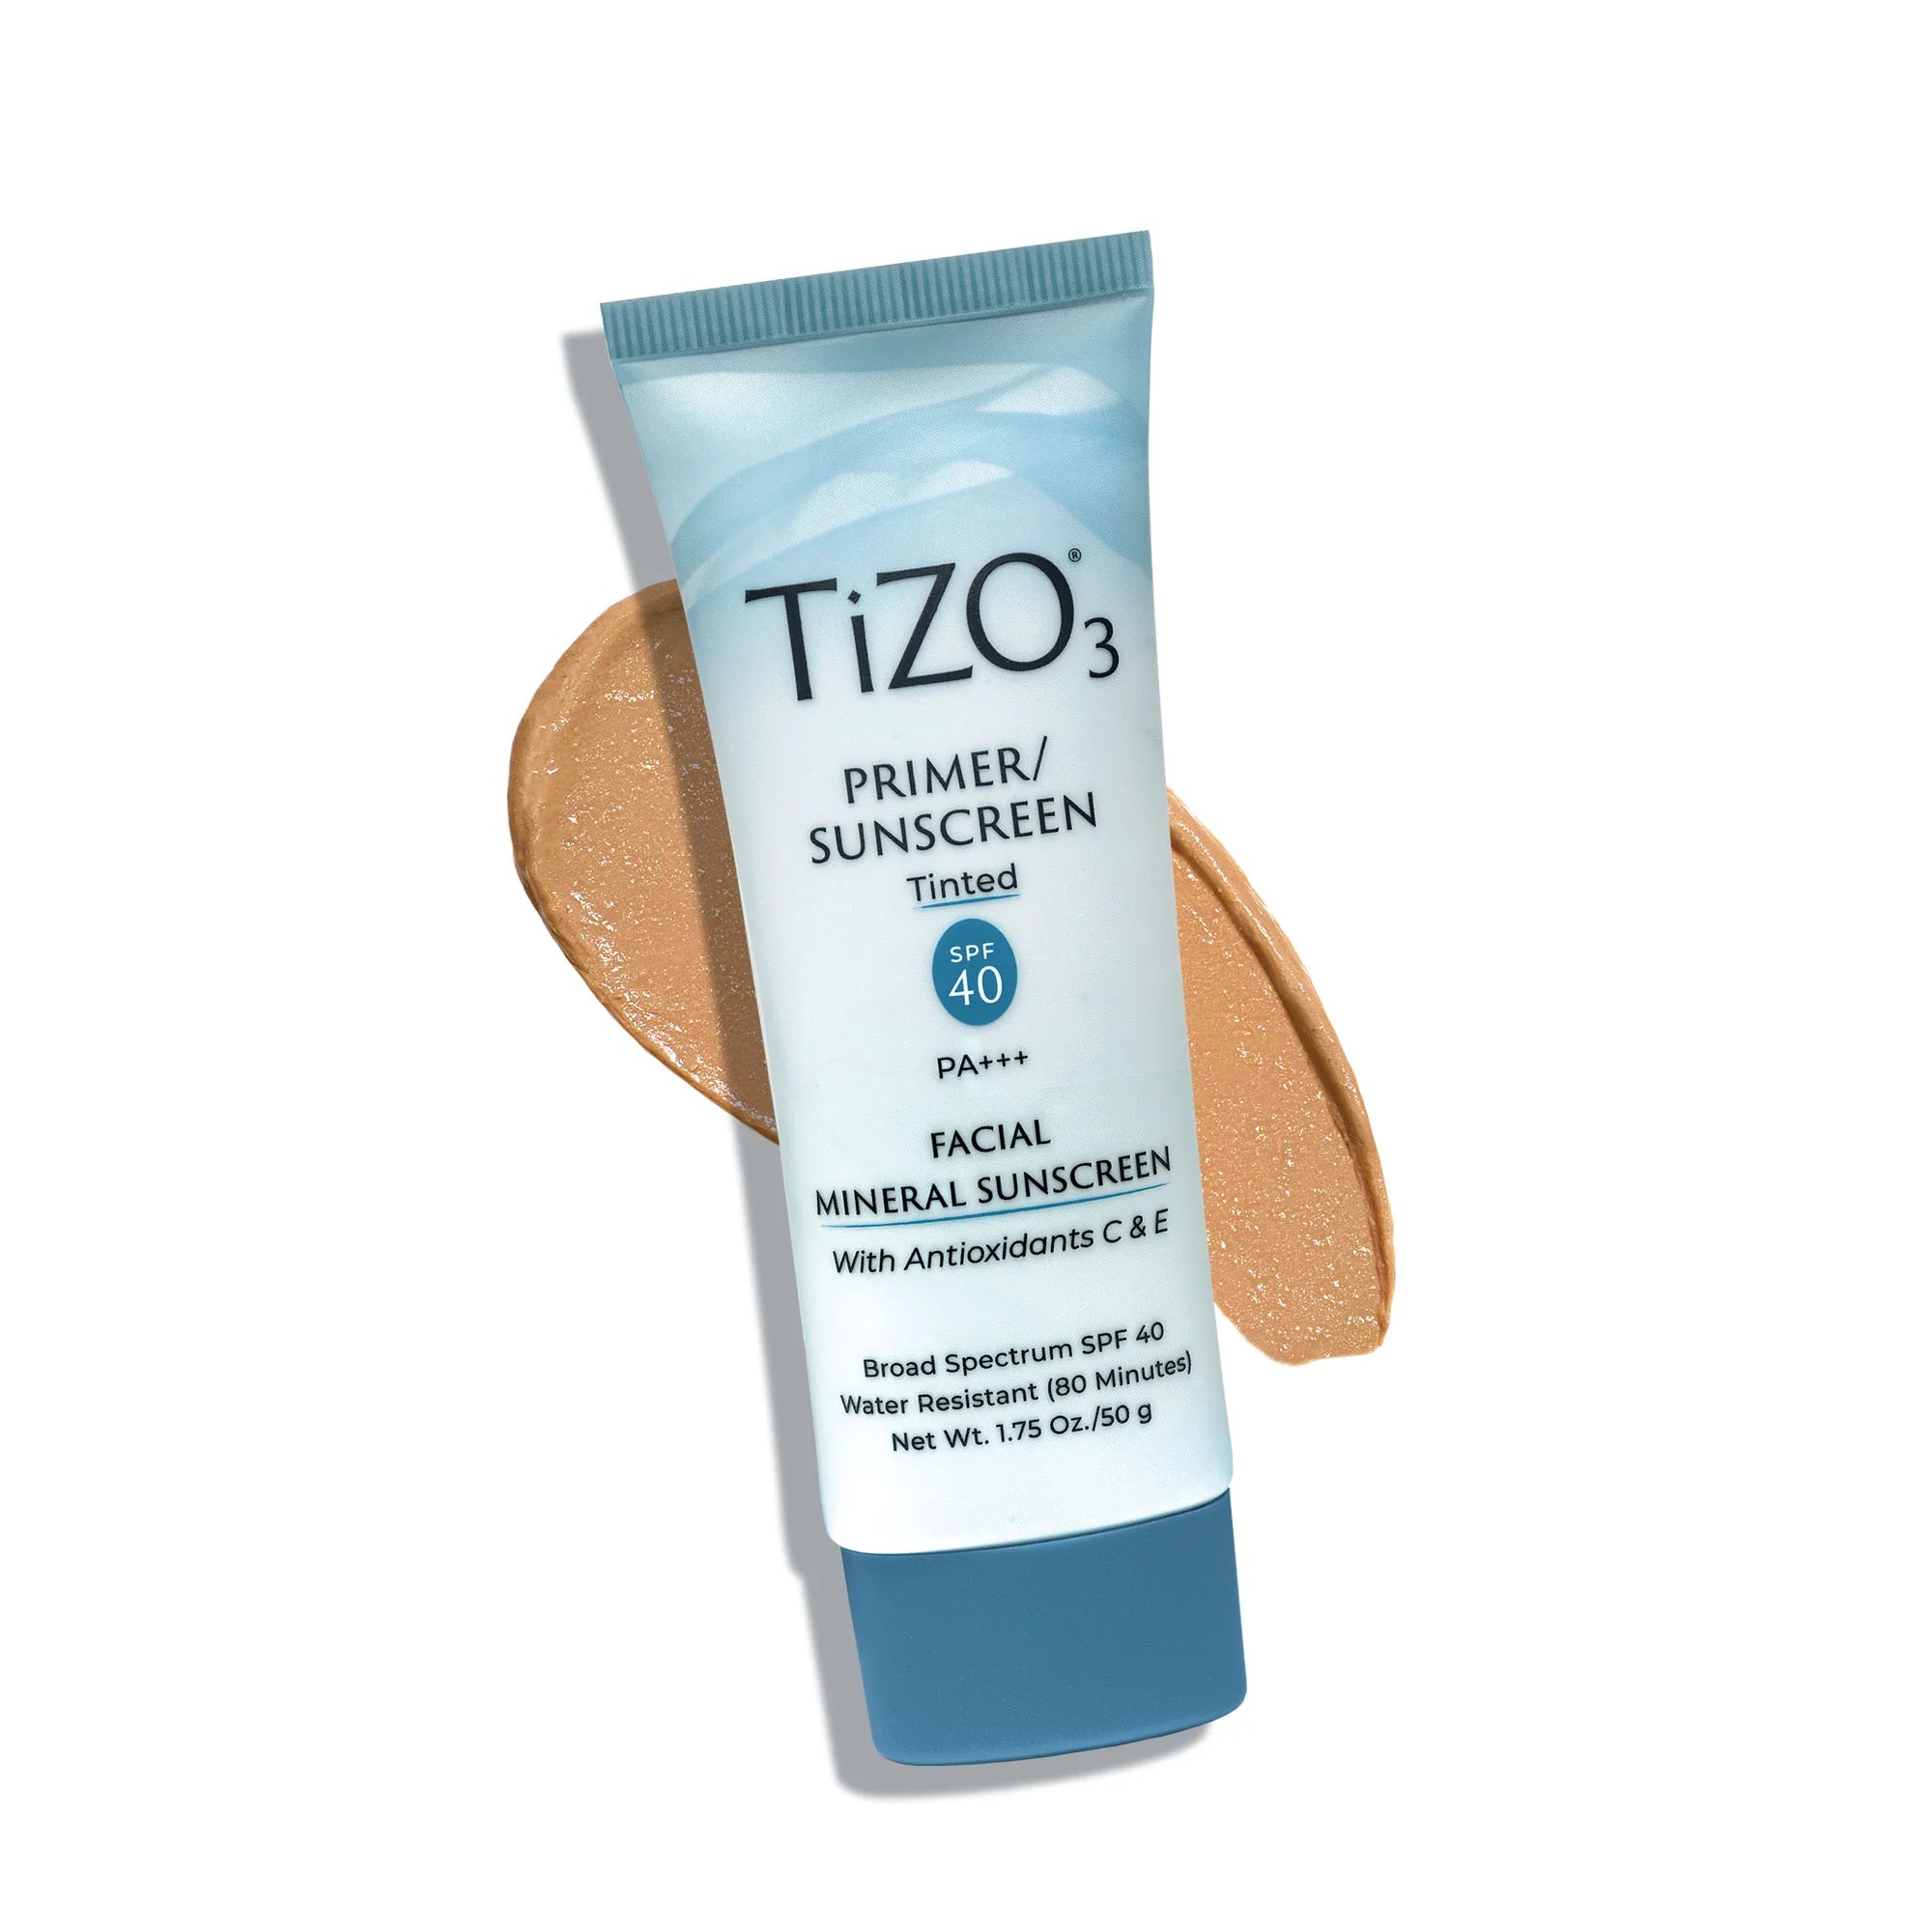 TiZO®3
PRIMER/
SUNSCREEN
Tinted
SPF
40
PA+++
FACIAL
MINERAL SUNSCREEN
With Antioxidants C & E
Broad Spectrum SPF 40
Water Resistant (80 Minutes)
Net Wt. 1.75 Oz./50 g